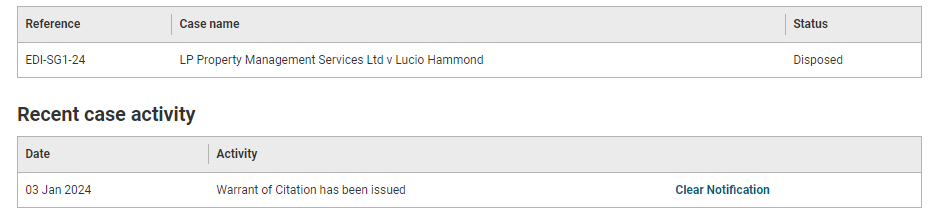 Reference Case name Status
EDI-SG1-24 LP Property Management Services Ltd v Lucio Hammond Disposed
Recent case activity
Date Activity
03 Jan 2024 Warrant of Citation has been issued Clear Notification